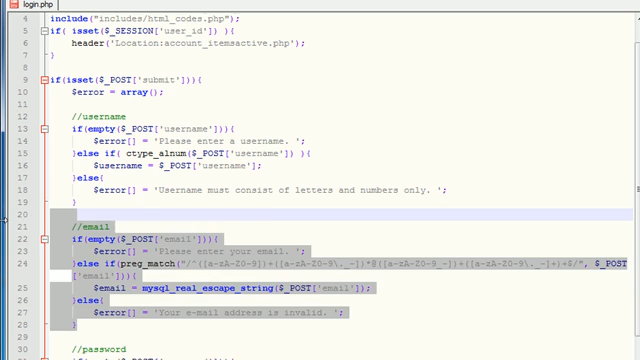 login.php
4 include("includes/html_codes.php");
5 if( isset($_SESSION['user_id']) ){
6 header('Location:account_itemsactive.php');
7 }
8
9 if(isset($_POST['submit'])){
10 $error = array();
11
12 //username
13 if(empty($_POST['username'])){
14 $error[] = 'Please enter a username. ';
15 }else if( ctype_alnum($_POST['username']) ){
16 $username = $_POST['username'];
17 }else{
18 $error[] = 'Username must consist of letters and numbers only. ';
19 }
20
21 //email
22 if(empty($_POST['email'])){
23 $error[] = 'Please enter your email. ';
24 }else if(preg_match("/^([a-zA-Z0-9])+([a-zA-Z0-9\._-])*@([a-zA-Z0-9_-])+([a-zA-Z0-9\._-]+)+$/", $_POST
['email'])){
25 $email = mysql_real_escape_string($_POST['email']);
26 }else{
27 $error[] = 'Your e-mail address is invalid. ';
28 }
29
30 //password